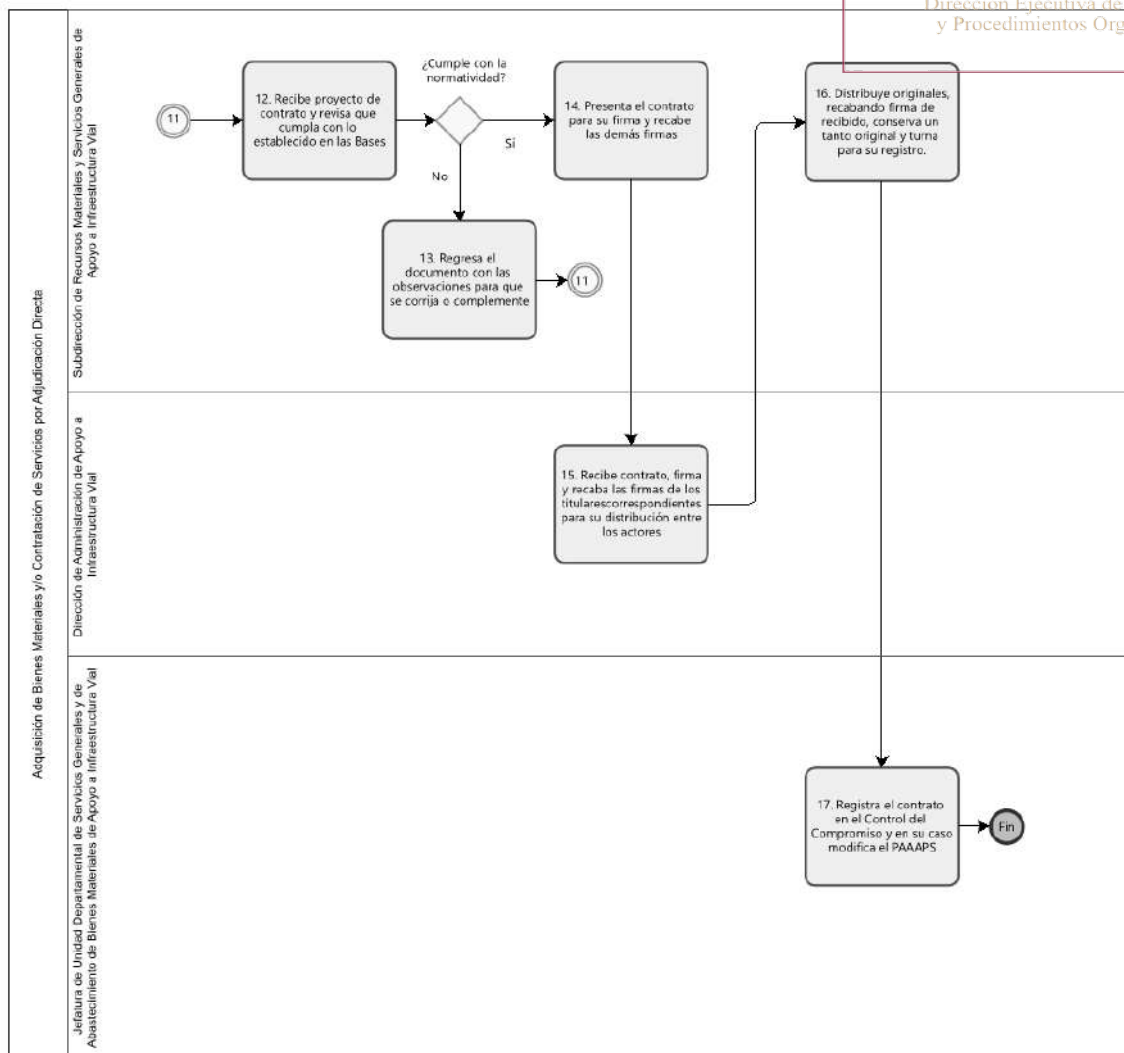 Dirección Ejecutiva de
y Procedimientos Org
Adquisición de Bienes Materiales y/o Contratación de Servicios por Adjudicación Directa
Subdirección de Recursos Materiales y Servicios Generales de
Apoyo a Infraestructura Vial
11
12. Recibe proyecto de
contrato y revisa que
cumpla con lo
establecido en las Bases
¿Cumple con la
normatividad?
Si
No
13. Regresa el
documento con las
observaciones para que
se corrija o complemente
11
14. Presenta el contrato
para su firma y recabe
las demás firmas
16. Distribuye originales,
recabando firma de
recibido, conserva un
tanto original y turna
para su registro.
Dirección de Administración de Apoyo a
Infraestructura Vial
15. Recibe contrato, firma
y recaba las firmas de los
titularescorrespondientes
para su distribución entre
los actores
Jefatura de Unidad Departamental de Servicios Generales y de
Abastecimiento de Bienes Materiales de Apoyo a Infraestructura Vial
17. Registra el contrato
en el Control del
Compromiso y en su caso
modifica el PAAAPS
Fin